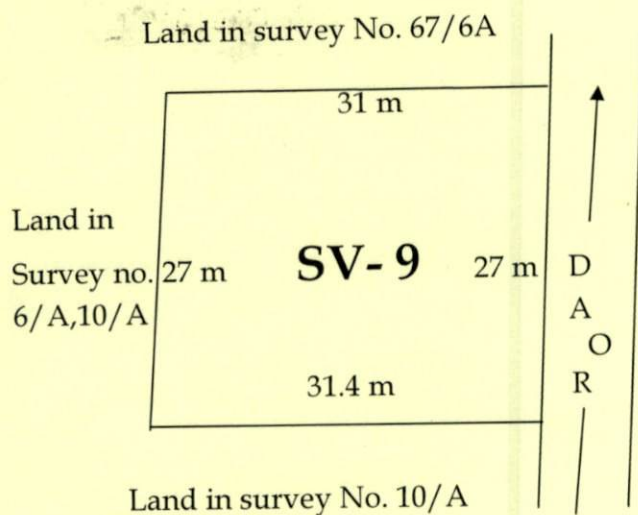 Land in survey No. 67/6A
31 m
Land in
Survey no.
6/A,10/A
27 m
SV- 9
27 m
D
A
O
R
31.4 m
Land in survey No. 10/A